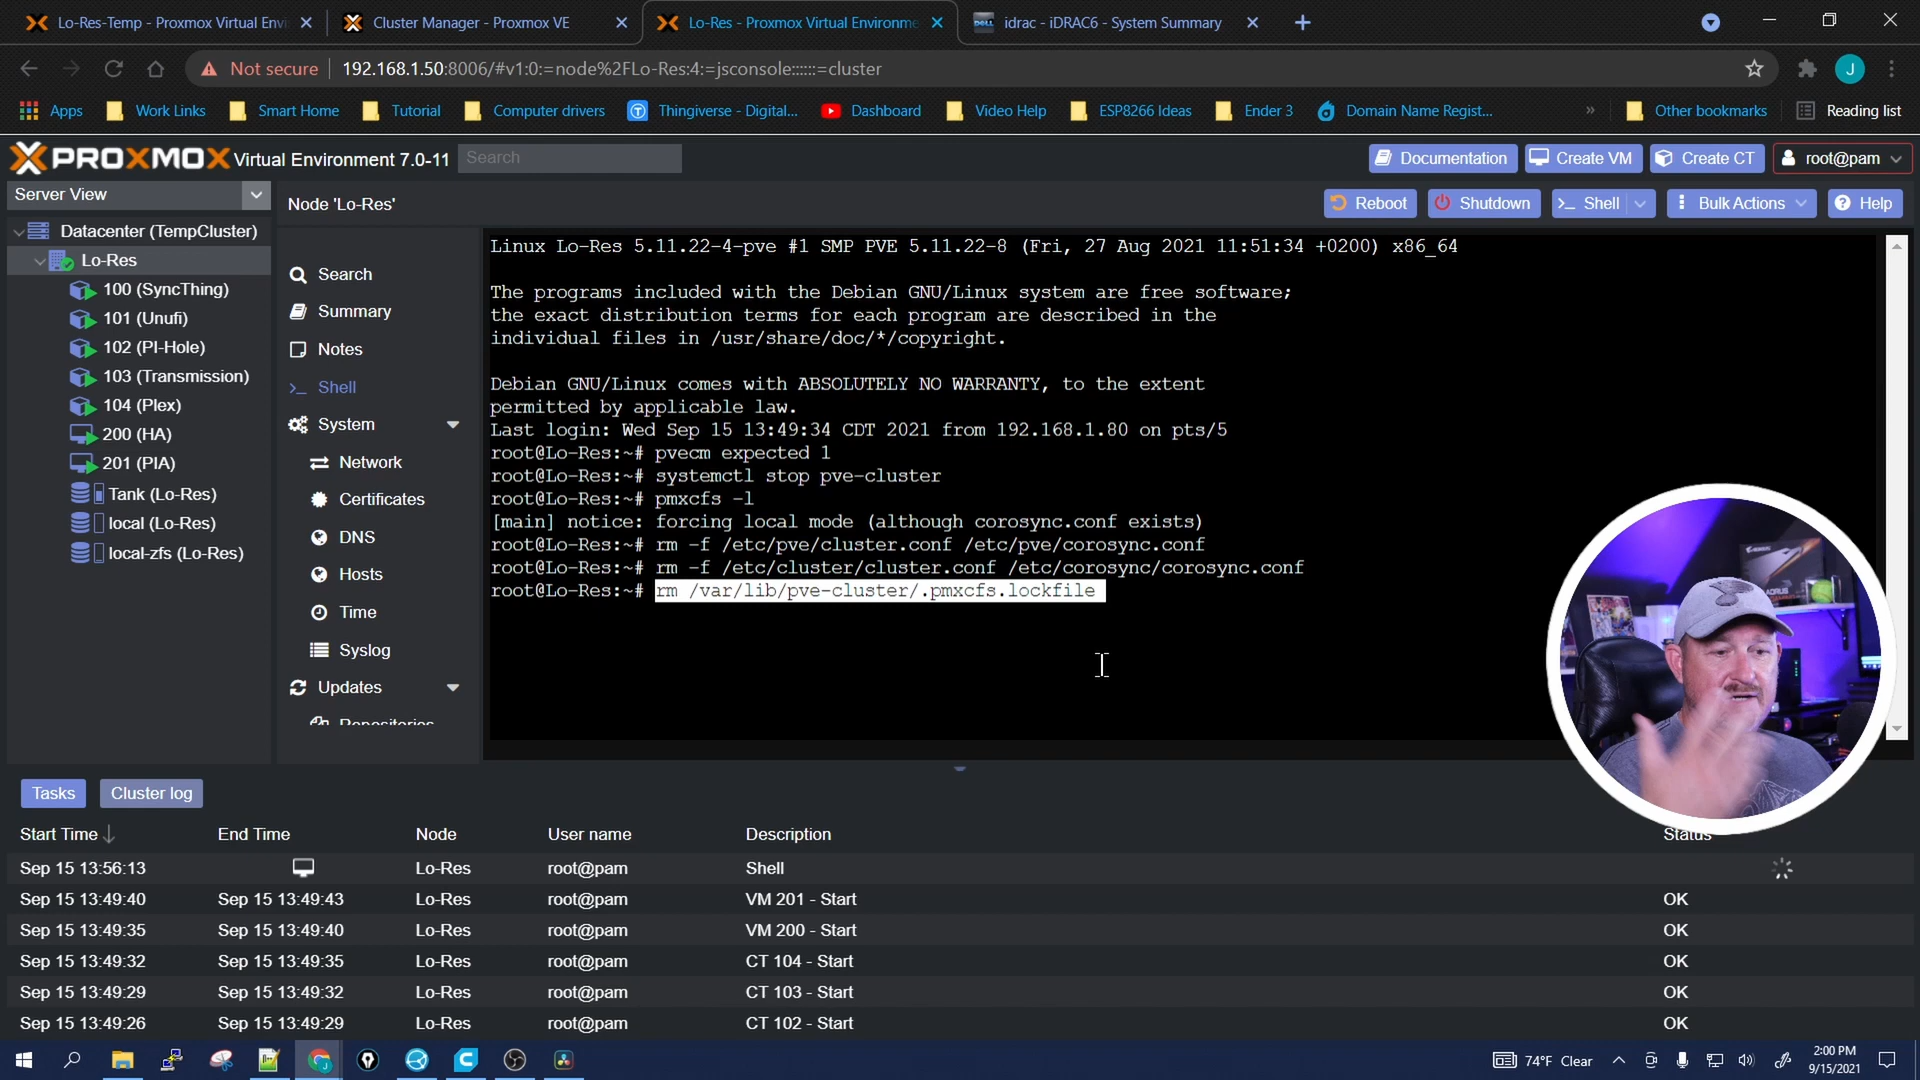 Lo-Res-Temp - Proxmox Virtual Envi
Cluster Manager - Proxmox VE
Lo-Res - Proxmox Virtual Environme
idrac - iDRAC6 - System Summary
Not secure
192.168.1.50:8006/#v1:0:=node%2FLo-Res:4:=jsconsole::::::=cluster
J
Apps
Work Links
Smart Home
Tutorial
Computer drivers
Thingiverse - Digital...
Dashboard
Video Help
ESP8266 Ideas
Ender 3
Domain Name Regist...
»
Other bookmarks
Reading list
PROXMOX Virtual Environment 7.0-11
Search
Documentation
Create VM
Create CT
root@pam
Server View
Node 'Lo-Res'
Reboot
Shutdown
Shell
Bulk Actions
Help
Datacenter (TempCluster)
Lo-Res
100 (SyncThing)
101 (Unufi)
102 (PI-Hole)
103 (Transmission)
104 (Plex)
200 (HA)
201 (PIA)
Tank (Lo-Res)
local (Lo-Res)
local-zfs (Lo-Res)
Search
Summary
Notes
Shell
System
Network
Certificates
DNS
Hosts
Time
Syslog
Updates
Repositories
Linux Lo-Res 5.11.22-4-pve #1 SMP PVE 5.11.22-8 (Fri, 27 Aug 2021 11:51:34 +0200) x86_64
The programs included with the Debian GNU/Linux system are free software;
the exact distribution terms for each program are described in the
individual files in /usr/share/doc/*/copyright.
Debian GNU/Linux comes with ABSOLUTELY NO WARRANTY, to the extent
permitted by applicable law.
Last login: Wed Sep 15 13:49:34 CDT 2021 from 192.168.1.80 on pts/5
root@Lo-Res:~# pvecm expected 1
root@Lo-Res:~# systemctl stop pve-cluster
root@Lo-Res:~# pmxcfs -l
[main] notice: forcing local mode (although corosync.conf exists)
root@Lo-Res:~# rm -f /etc/pve/cluster.conf /etc/pve/corosync.conf
root@Lo-Res:~# rm -f /etc/cluster/cluster.conf /etc/corosync/corosync.conf
root@Lo-Res:~# rm /var/lib/pve-cluster/.pmxcfs.lockfile
Tasks
Cluster log
Start Time End Time Node User name Description Status
Sep 15 13:56:13 Lo-Res root@pam Shell
Sep 15 13:49:40 Sep 15 13:49:43 Lo-Res root@pam VM 201 - Start OK
Sep 15 13:49:35 Sep 15 13:49:40 Lo-Res root@pam VM 200 - Start OK
Sep 15 13:49:32 Sep 15 13:49:35 Lo-Res root@pam CT 104 - Start OK
Sep 15 13:49:29 Sep 15 13:49:32 Lo-Res root@pam CT 103 - Start OK
Sep 15 13:49:26 Sep 15 13:49:29 Lo-Res root@pam CT 102 - Start OK
74°F Clear
2:00 PM
9/15/2021